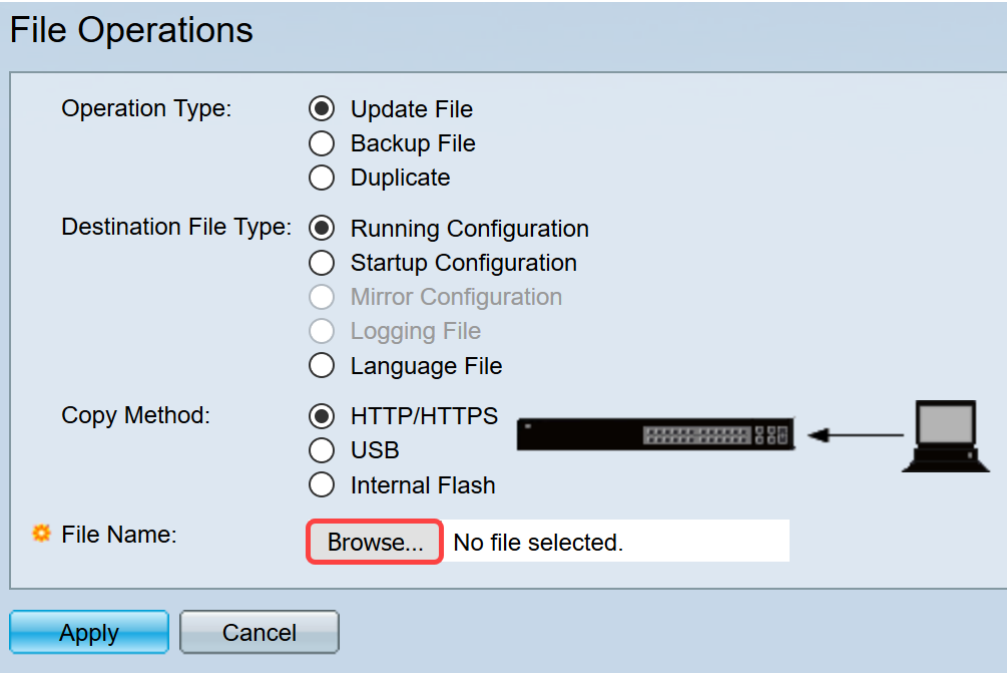 File Operations
Operation Type:
Update File
Backup File
Duplicate
Destination File Type:
Running Configuration
Startup Configuration
Mirror Configuration
Logging File
Language File
Copy Method:
HTTP/HTTPS
USB
Internal Flash
File Name:
Browse... No file selected.
Apply Cancel